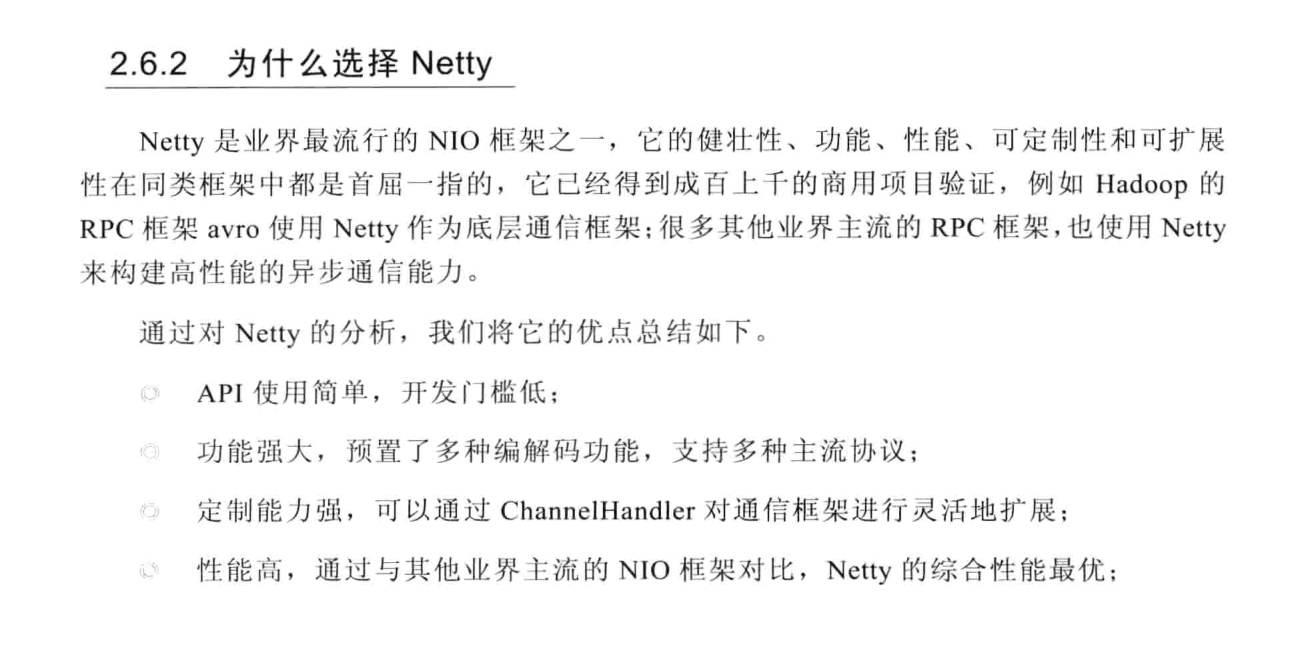 2.6.2 为什么选择 Netty
Netty 是业界最流行的 NIO 框架之一，它的健壮性、功能、性能、可定制性和可扩展
性在同类框架中都是首屈一指的，它已经得到成百上千的商用项目验证，例如 Hadoop 的
RPC 框架 avro 使用 Netty 作为底层通信框架；很多其他业界主流的 RPC 框架，也使用 Netty
来构建高性能的异步通信能力。
通过对 Netty 的分析，我们将它的优点总结如下。
API 使用简单，开发门槛低；
功能强大，预置了多种编解码功能，支持多种主流协议；
定制能力强，可以通过 ChannelHandler 对通信框架进行灵活地扩展；
性能高，通过与其他业界主流的 NIO 框架对比，Netty 的综合性能最优；